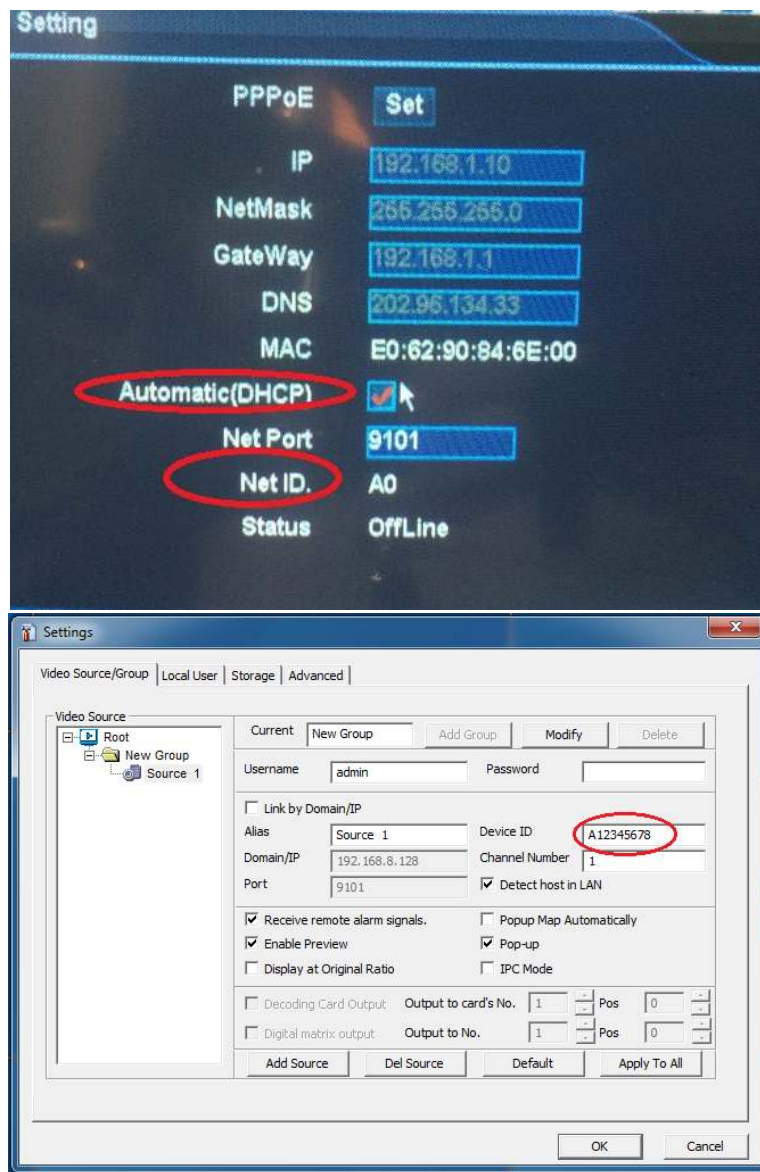 Setting
PPPoE Set
IP 192.168.1.10
NetMask 255.255.255.0
GateWay 192.168.1.1
DNS 202.96.134.33
MAC E0:62:90:84:6E:00
Automatic(DHCP)
Net Port 9101
Net ID. A0
Status OffLine
Settings
Video Source/Group Local User Storage Advanced
Video Source
Root
New Group
Source 1
Current New Group Add Group Modify Delete
Username admin Password
Link by Domain/IP
Alias Source 1 Device ID A12345678
Domain/IP 192.168.8.128 Channel Number 1
Port 9101 Detect host in LAN
Receive remote alarm signals. Popup Map Automatically
Enable Preview Pop-up
Display at Original Ratio IPC Mode
Decoding Card Output Output to card's No. 1 Pos 0
Digital matrix output Output to No. 1 Pos 0
Add Source Del Source Default Apply To All
OK Cancel